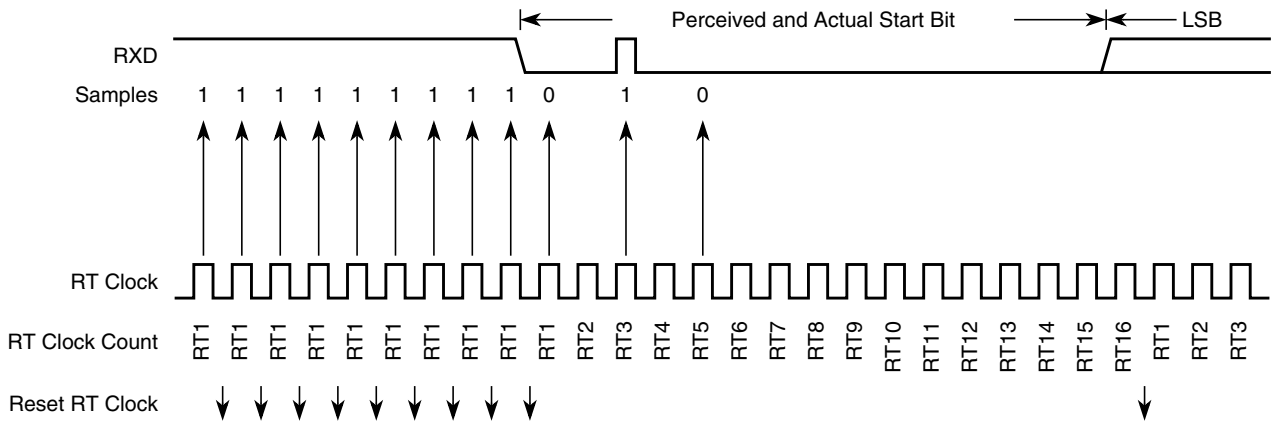 Perceived and Actual Start Bit LSB
RXD
Samples 1 1 1 1 1 1 1 1 1 0 1 0
RT Clock
RT Clock Count RT1 RT1 RT1 RT1 RT1 RT1 RT1 RT1 RT1 RT1 RT2 RT3 RT4 RT5 RT6 RT7 RT8 RT9 RT10 RT11 RT12 RT13 RT14 RT15 RT16 RT1 RT2 RT3
Reset RT Clock